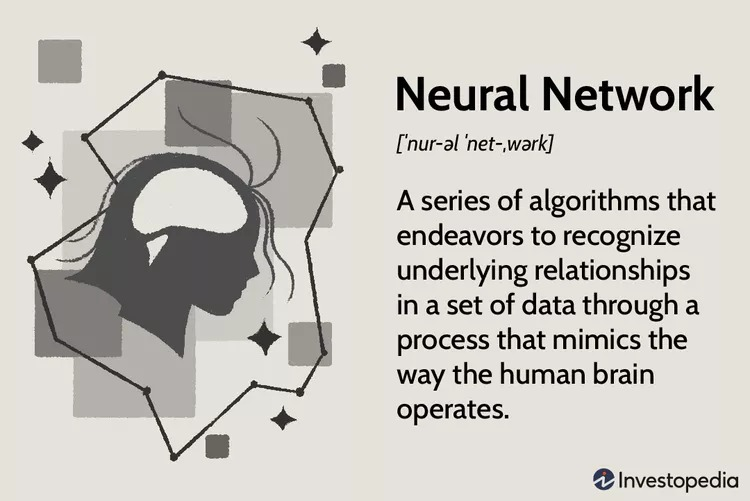 Neural Network
[ˈnur-əl ˈnet-ˌwərk]
A series of algorithms that
endeavors to recognize
underlying relationships
in a set of data through a
process that mimics the
way the human brain
operates.
Investopedia